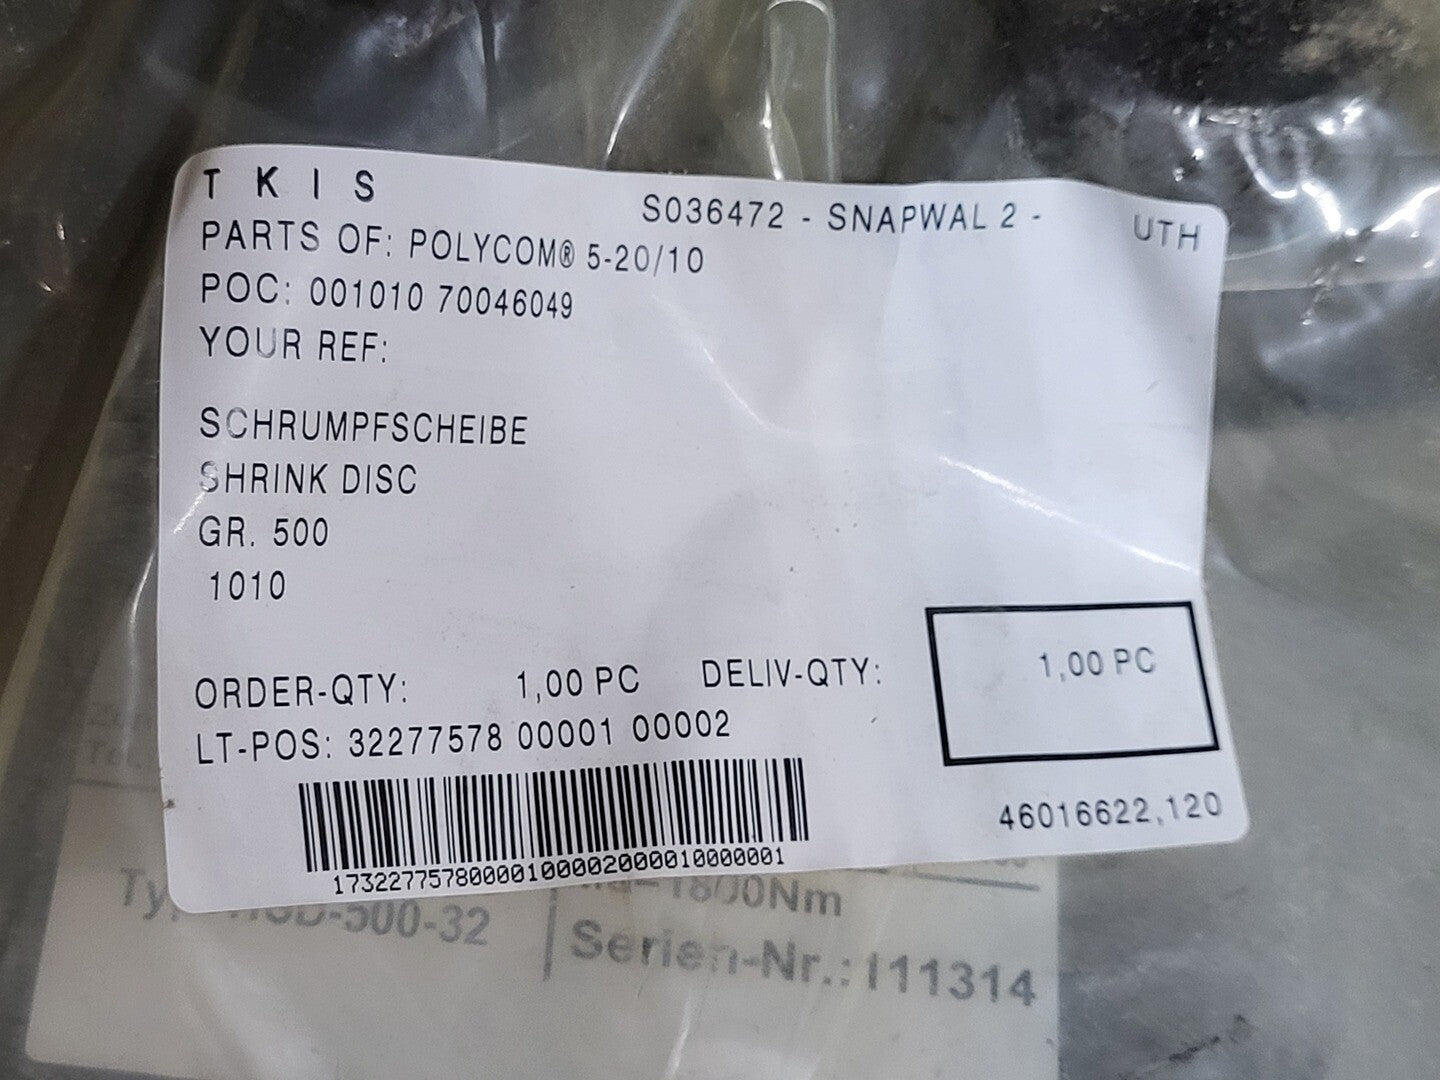 T K I S
S036472 - SNAPWAL 2 - UTH
PARTS OF: POLYCOM® 5-20/10
POC: 001010 70046049
YOUR REF:
SCHRUMPFSCHEIBE
SHRINK DISC
GR. 500
1010
ORDER-QTY: 1,00 PC DELIV-QTY: 1,00 PC
LT-POS: 32277578 00001 00002
46016622,120
17322775780000100002000010000001
1800Nm
Serien-Nr.: I11314